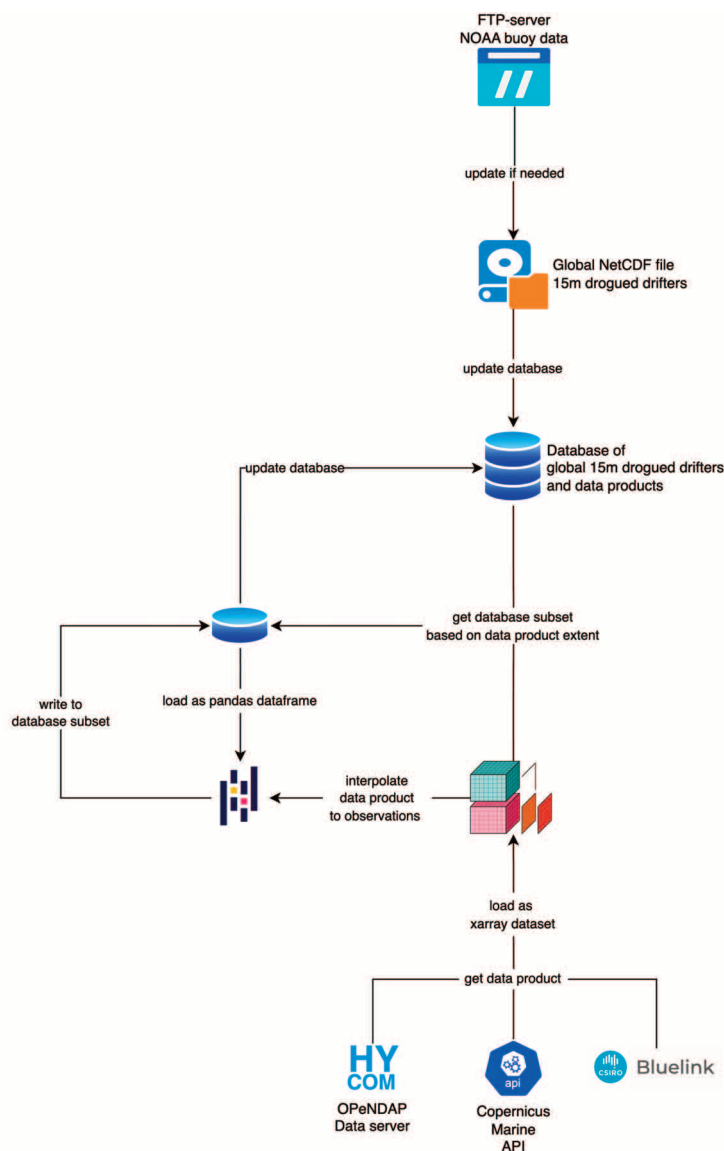 FTP-server
NOAA buoy data
update if needed
Global NetCDF file
15m drogued drifters
update database
Database of
global 15m drogued drifters
and data products
update database
get database subset
based on data product extent
write to
database subset
load as pandas dataframe
interpolate
data product
to observations
load as
xarray dataset
get data product
HY
COM
OPeNDAP
Data server
api
Copernicus
Marine
API
CSIRO
Bluelink